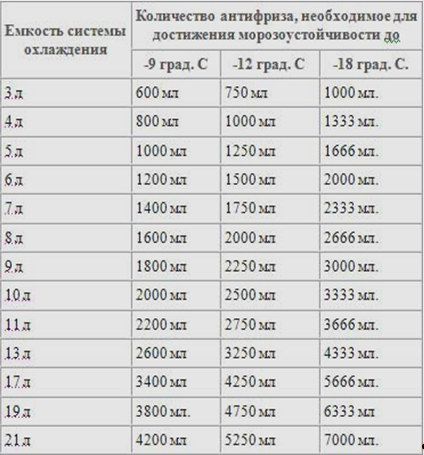 Емкость системы охлаждения
Количество антифриза, необходимое для
достижения морозоустойчивости до
-9 град. С -12 град. С -18 град. С.
3 л 600 мл 750 мл 1000 мл.
4 л 800 мл 1000 мл 1333 мл.
5 л 1000 мл 1250 мл 1666 мл.
6 л 1200 мл 1500 мл 2000 мл.
7 л 1400 мл 1750 мл 2333 мл.
8 л 1600 мл 2000 мл 2666 мл.
9 л 1800 мл 2250 мл 3000 мл.
10 л 2000 мл 2500 мл 3333 мл.
11 л 2200 мл 2750 мл 3666 мл.
13 л 2600 мл 3250 мл 4333 мл.
17 л 3400 мл 4250 мл 5666 мл.
19 л 3800 мл. 4750 мл 6333 мл
21 л 4200 мл 5250 мл 7000 мл.